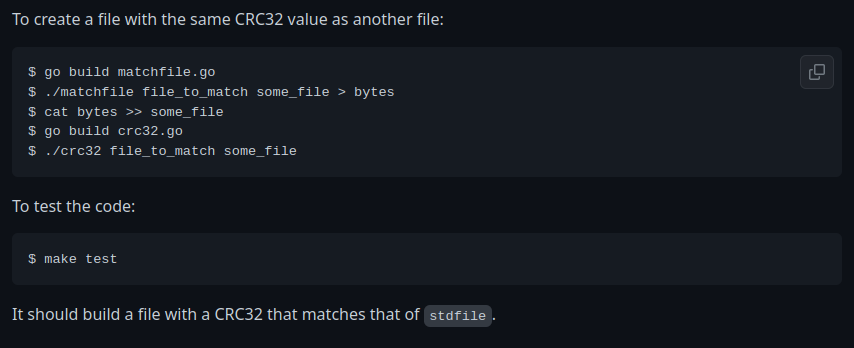 To create a file with the same CRC32 value as another file:
$ go build matchfile.go
$ ./matchfile file_to_match some_file > bytes
$ cat bytes >> some_file
$ go build crc32.go
$ ./crc32 file_to_match some_file
To test the code:
$ make test
It should build a file with a CRC32 that matches that of stdfile.